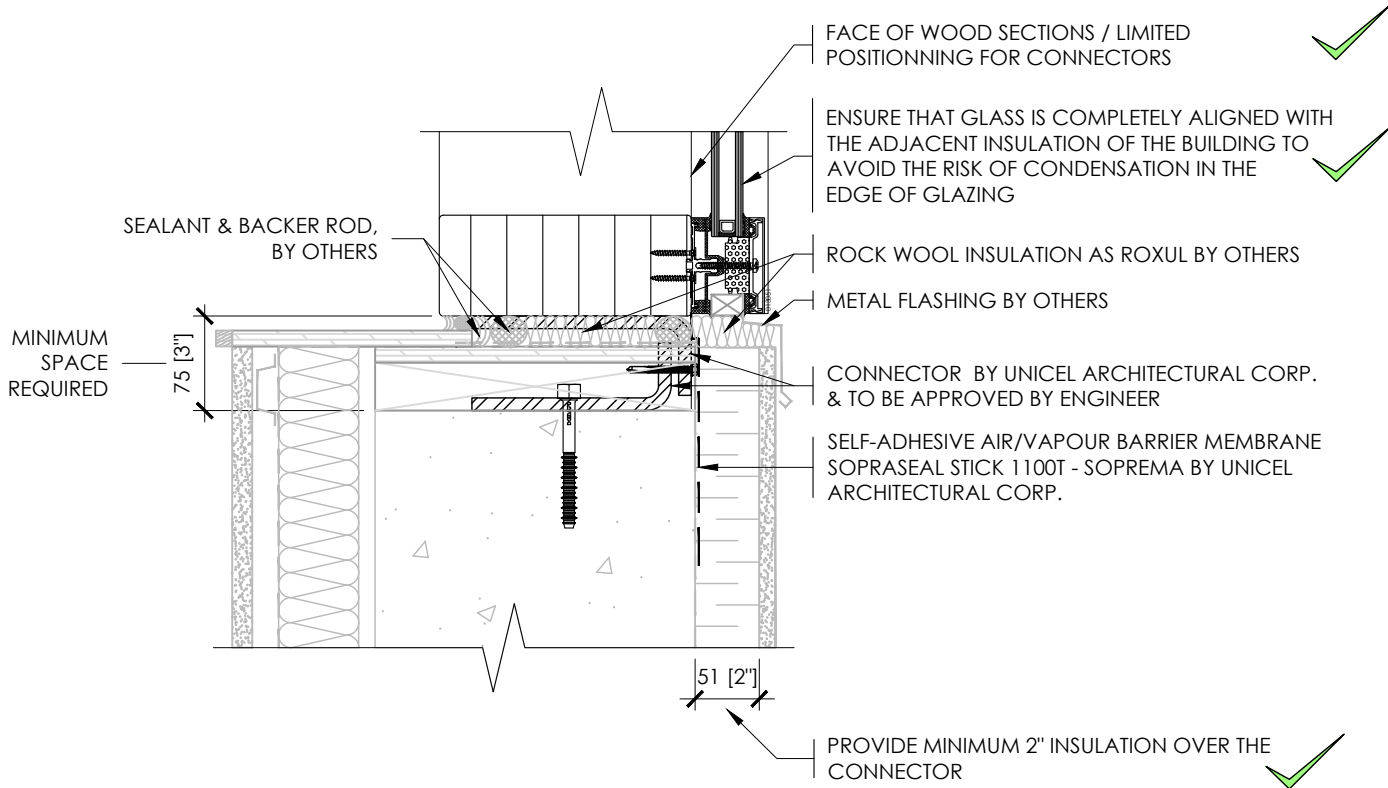 FACE OF WOOD SECTIONS / LIMITED
POSITIONNING FOR CONNECTORS
ENSURE THAT GLASS IS COMPLETELY ALIGNED WITH
THE ADJACENT INSULATION OF THE BUILDING TO
AVOID THE RISK OF CONDENSATION IN THE
EDGE OF GLAZING
SEALANT & BACKER ROD,
BY OTHERS
ROCK WOOL INSULATION AS ROXUL BY OTHERS
METAL FLASHING BY OTHERS
MINIMUM
SPACE
REQUIRED
75 [3"]
CONNECTOR BY UNICEL ARCHITECTURAL CORP.
& TO BE APPROVED BY ENGINEER
SELF-ADHESIVE AIR/VAPOUR BARRIER MEMBRANE
SOPRASEAL STICK 1100T - SOPREMA BY UNICEL
ARCHITECTURAL CORP.
51 [2"]
PROVIDE MINIMUM 2" INSULATION OVER THE
CONNECTOR